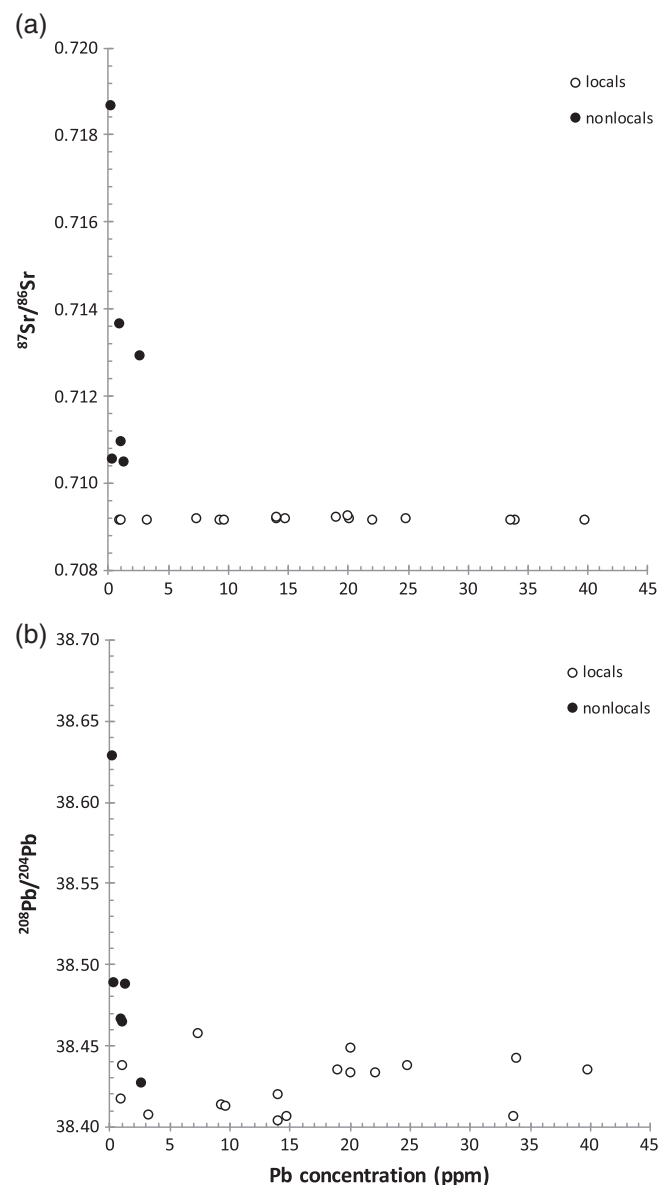 (a)
0.720
0.718
0.716
0.714
0.712
0.710
0.708
⁸⁷Sr/⁸⁶Sr
locals
nonlocals
0 5 10 15 20 25 30 35 40 45
(b)
38.70
38.65
38.60
38.55
38.50
38.45
38.40
²⁰⁸Pb/²⁰⁴Pb
locals
nonlocals
0 5 10 15 20 25 30 35 40 45
Pb concentration (ppm)